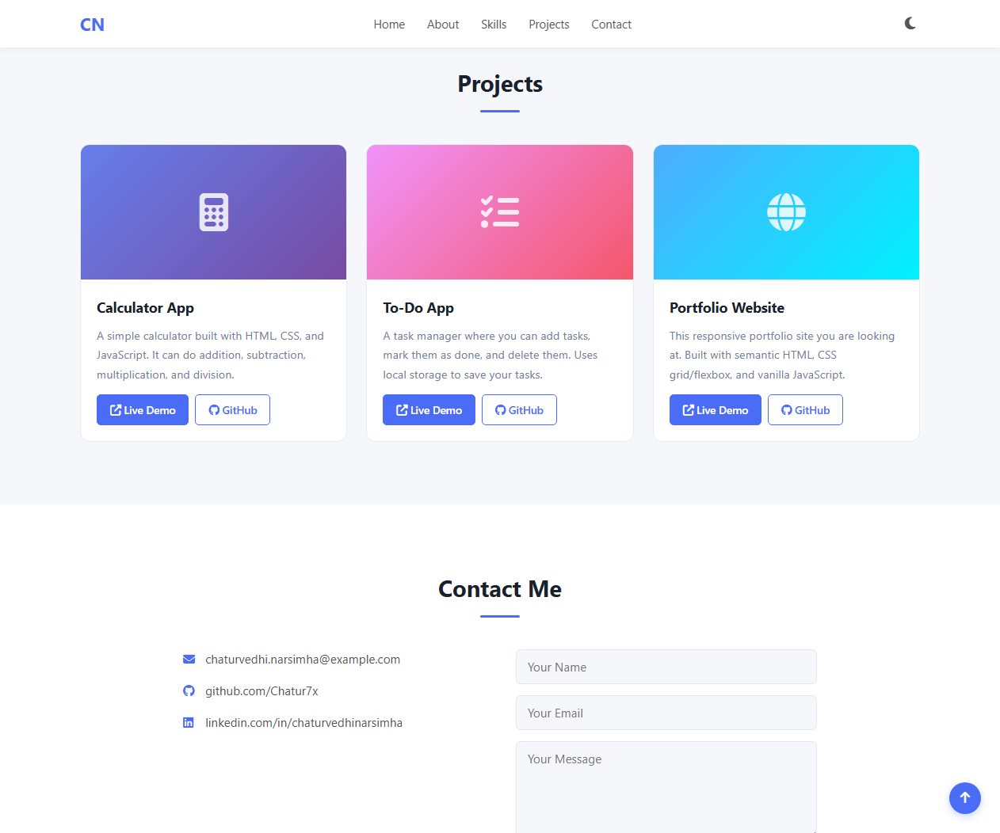 CN
Home About Skills Projects Contact
Projects
Calculator App
A simple calculator built with HTML, CSS, and
JavaScript. It can do addition, subtraction,
multiplication, and division.
Live Demo GitHub
To-Do App
A task manager where you can add tasks,
mark them as done, and delete them. Uses
local storage to save your tasks.
Live Demo GitHub
Portfolio Website
This responsive portfolio site you are looking
at. Built with semantic HTML, CSS
grid/flexbox, and vanilla JavaScript.
Live Demo GitHub
Contact Me
chaturvedhi.narsimha@example.com
github.com/Chatur7x
linkedin.com/in/chaturvedhinarsimha
Your Name
Your Email
Your Message